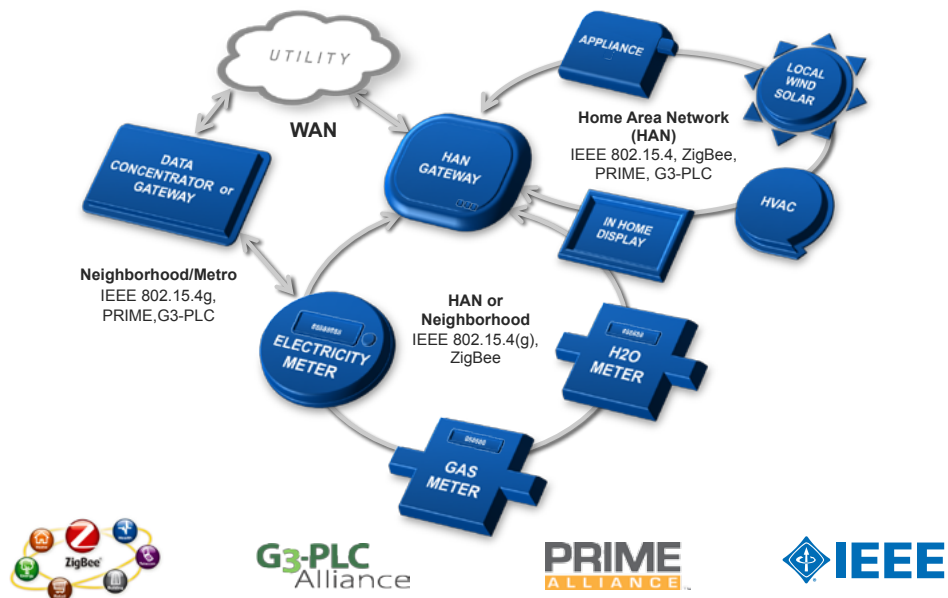 UTILITY
WAN
DATA
CONCENTRATOR or
GATEWAY
HAN
GATEWAY
APPLIANCE
LOCAL
WIND
SOLAR
Home Area Network
(HAN)
IEEE 802.15.4, ZigBee,
PRIME, G3-PLC
HVAC
IN HOME
DISPLAY
Neighborhood/Metro
IEEE 802.15.4g,
PRIME,G3-PLC
HAN or
Neighborhood
IEEE 802.15.4(g),
ZigBee
ELECTRICITY
METER
H2O
METER
GAS
METER
ZigBee
G3-PLC
Alliance
PRIME
ALLIANCE
IEEE